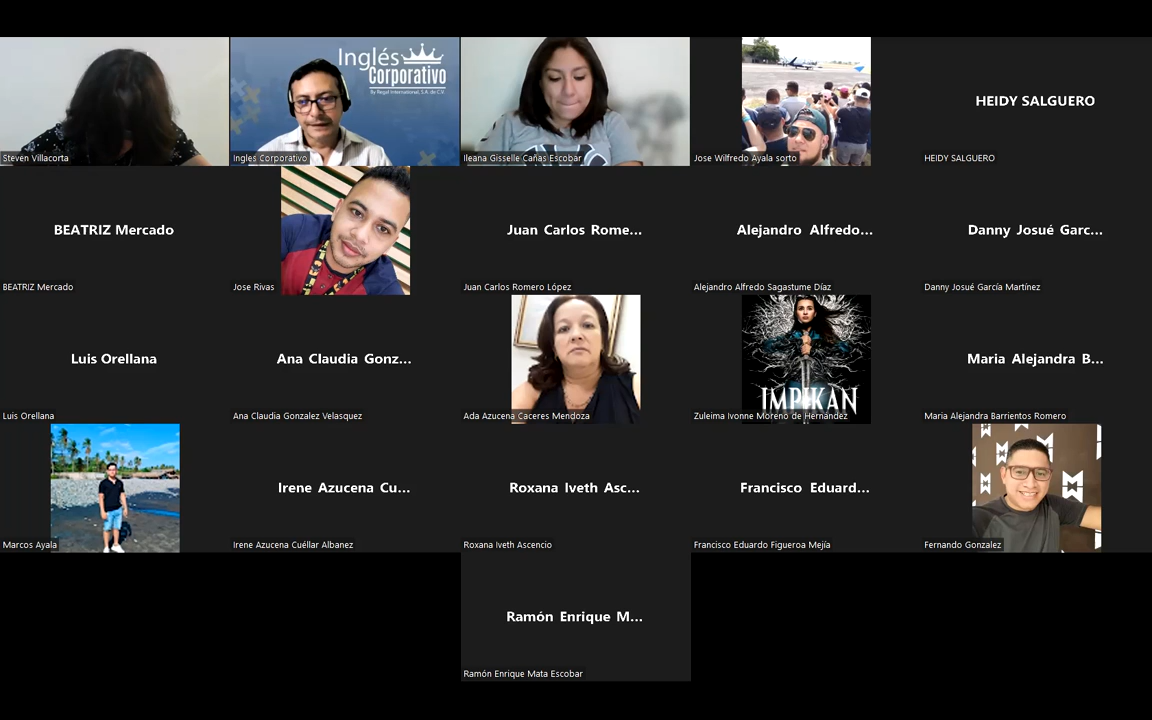 Inglés
Corporativo
By Regal International, S.A. de C.V.
HEIDY SALGUERO
Steven Villacorta
Ingles Corporativo
Ileana Gisselle Cañas Escobar
Jose Wilfredo Ayala sorto
HEIDY SALGUERO
BEATRIZ Mercado
Juan Carlos Rome...
Alejandro Alfredo...
Danny Josué Garc...
BEATRIZ Mercado
Jose Rivas
Juan Carlos Romero López
Alejandro Alfredo Sagastume Díaz
Danny Josué García Martínez
Luis Orellana
Ana Claudia Gonz...
IMPIKAN
Maria Alejandra B...
Luis Orellana
Ana Claudia Gonzalez Velasquez
Ada Azucena Caceres Mendoza
Zuleima Ivonne Moreno de Hernández
Maria Alejandra Barrientos Romero
Irene Azucena Cu...
Roxana Iveth Asc...
Francisco Eduard...
Marcos Ayala
Irene Azucena Cuéllar Albanez
Roxana Iveth Ascencio
Francisco Eduardo Figueroa Mejía
Fernando Gonzalez
Ramón Enrique M...
Ramón Enrique Mata Escobar